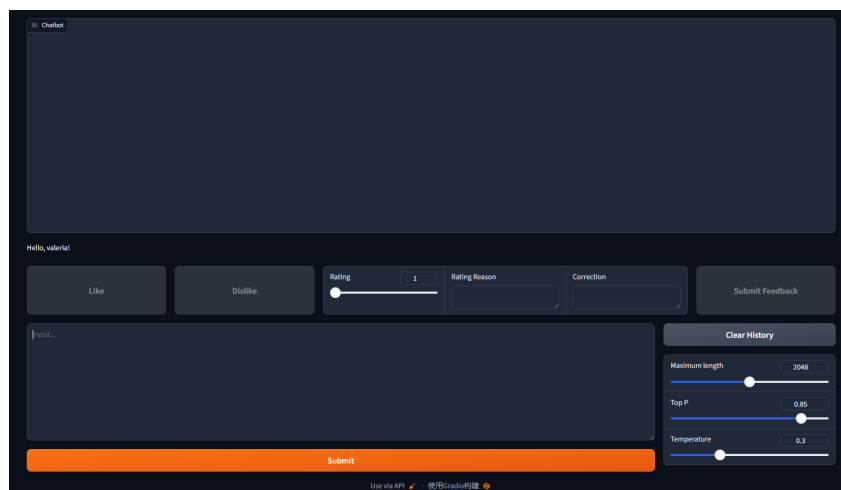 Chatbot
Hello, valeria!
Like
Dislike
Rating
1
Rating Reason
Correction
Submit Feedback
Input...
Clear History
Maximum length
2048
Top P
0.85
Temperature
0.3
Submit
Use via API · 使用Gradio构建